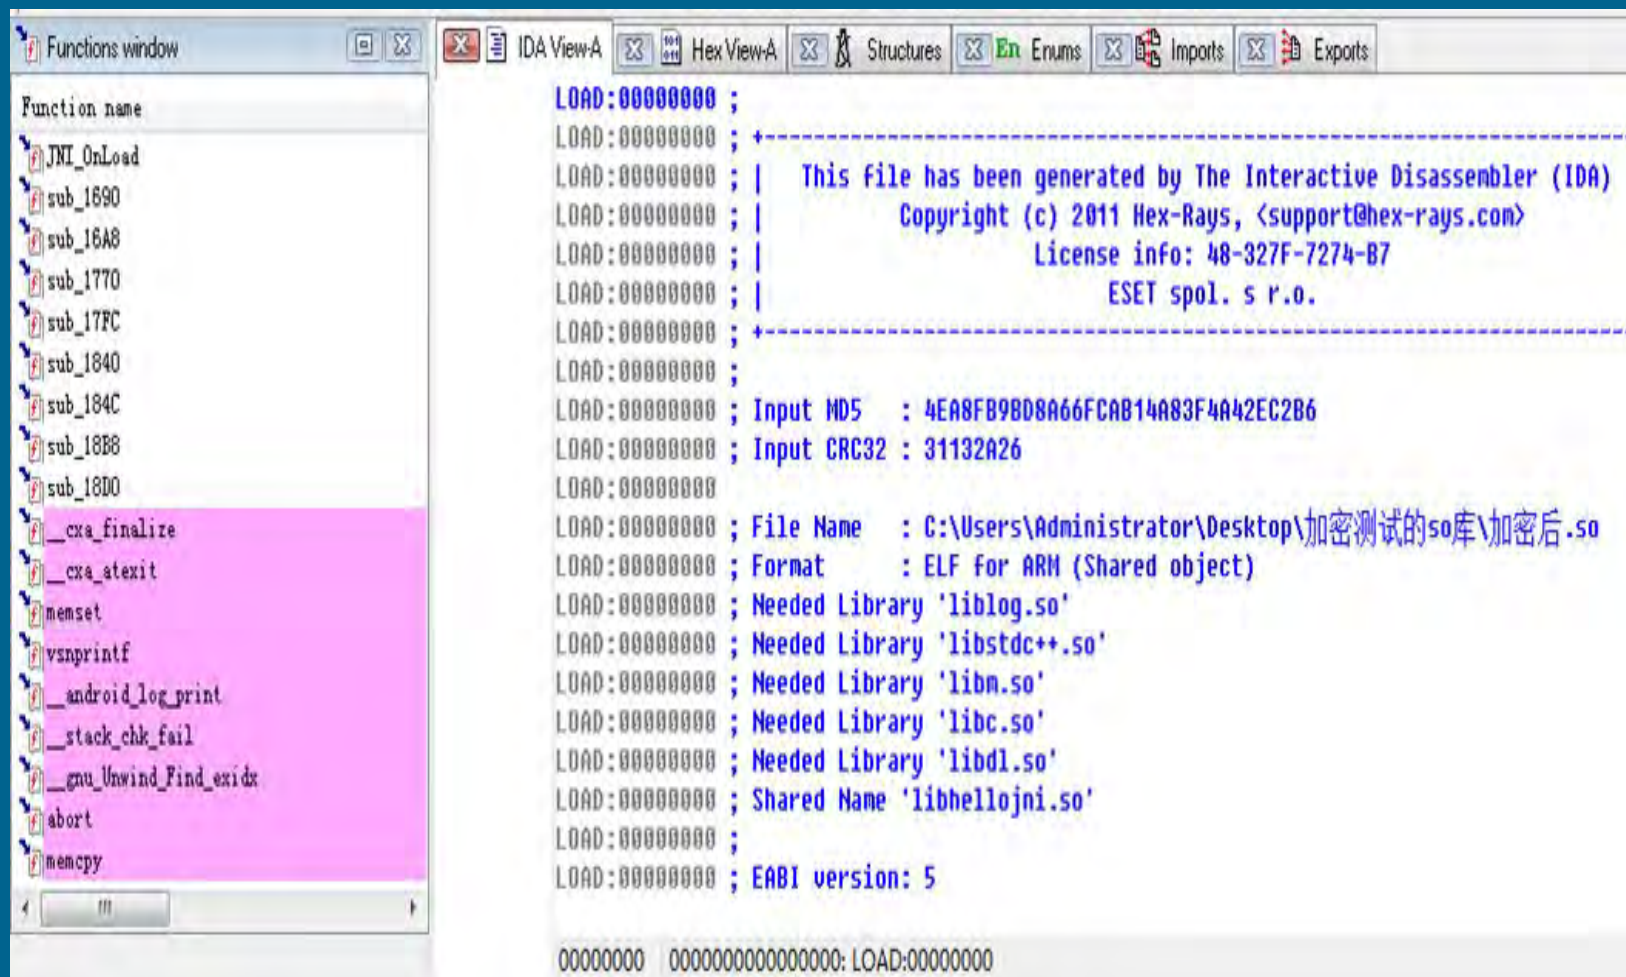 Functions window
IDA View-A Hex View-A Structures En Enums Imports Exports
Function name
JNI_OnLoad
sub_1690
sub_16A8
sub_1770
sub_17FC
sub_1840
sub_184C
sub_18B8
sub_18D0
__cxa_finalize
__cxa_atexit
memset
vsnprintf
__android_log_print
__stack_chk_fail
__gnu_Unwind_Find_exidx
abort
memcpy
LOAD:00000000 ;
LOAD:00000000 ; +-------------------------------------------------------------------------
LOAD:00000000 ; | This file has been generated by The Interactive Disassembler (IDA)
LOAD:00000000 ; | Copyright (c) 2011 Hex-Rays, <support@hex-rays.com>
LOAD:00000000 ; | License info: 48-327F-7274-B7
LOAD:00000000 ; | ESET spol. s r.o.
LOAD:00000000 ; +-------------------------------------------------------------------------
LOAD:00000000 ;
LOAD:00000000 ; Input MD5 : 4EA8FB9BD8A66FCAB14A83F4A42EC2B6
LOAD:00000000 ; Input CRC32 : 31132A26
LOAD:00000000
LOAD:00000000 ; File Name : C:\Users\Administrator\Desktop\加密测试的so库\加密后.so
LOAD:00000000 ; Format : ELF for ARM (Shared object)
LOAD:00000000 ; Needed Library 'liblog.so'
LOAD:00000000 ; Needed Library 'libstdc++.so'
LOAD:00000000 ; Needed Library 'libm.so'
LOAD:00000000 ; Needed Library 'libc.so'
LOAD:00000000 ; Needed Library 'libdl.so'
LOAD:00000000 ; Shared Name 'libhellojni.so'
LOAD:00000000 ;
LOAD:00000000 ; EABI version: 5
00000000 0000000000000000: LOAD:00000000